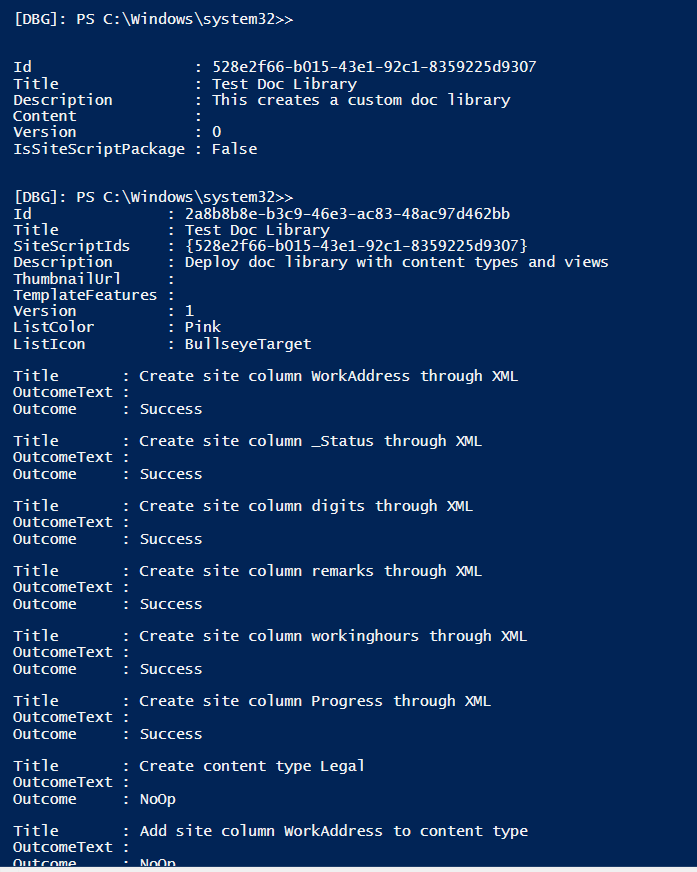 [DBG]: PS C:\Windows\system32>>
Id : 528e2f66-b015-43e1-92c1-8359225d9307
Title : Test Doc Library
Description : This creates a custom doc library
Content :
Version : 0
IsSiteScriptPackage : False
[DBG]: PS C:\Windows\system32>>
Id : 2a8b8b8e-b3c9-46e3-ac83-48ac97d462bb
Title : Test Doc Library
SiteScriptIds : {528e2f66-b015-43e1-92c1-8359225d9307}
Description : Deploy doc library with content types and views
ThumbnailUrl :
TemplateFeatures :
Version : 1
ListColor : Pink
ListIcon : BullseyeTarget
Title : Create site column WorkAddress through XML
OutcomeText :
Outcome : Success
Title : Create site column _Status through XML
OutcomeText :
Outcome : Success
Title : Create site column digits through XML
OutcomeText :
Outcome : Success
Title : Create site column remarks through XML
OutcomeText :
Outcome : Success
Title : Create site column workinghours through XML
OutcomeText :
Outcome : Success
Title : Create site column Progress through XML
OutcomeText :
Outcome : Success
Title : Create content type Legal
OutcomeText :
Outcome : NoOp
Title : Add site column WorkAddress to content type
OutcomeText :
Outcome : NoOp